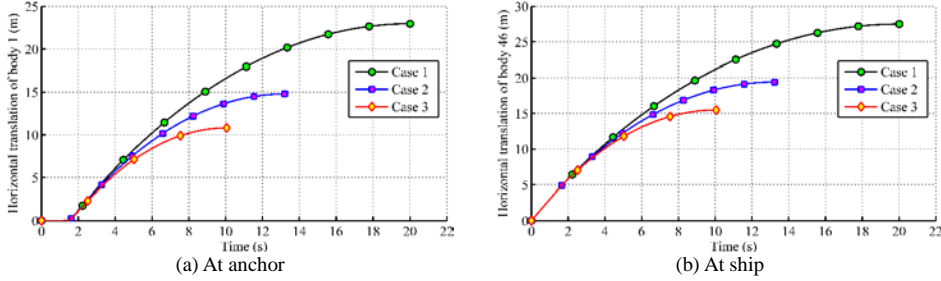 Horizontal translation of body 1 (m)
25
20
15
10
5
0
Case 1
Case 2
Case 3
0 2 4 6 8 10 12 14 16 18 20 22
Time (s)
(a) At anchor
Horizontal translation of body 46 (m)
30
25
20
15
10
5
0
Case 1
Case 2
Case 3
0 2 4 6 8 10 12 14 16 18 20 22
Time (s)
(b) At ship